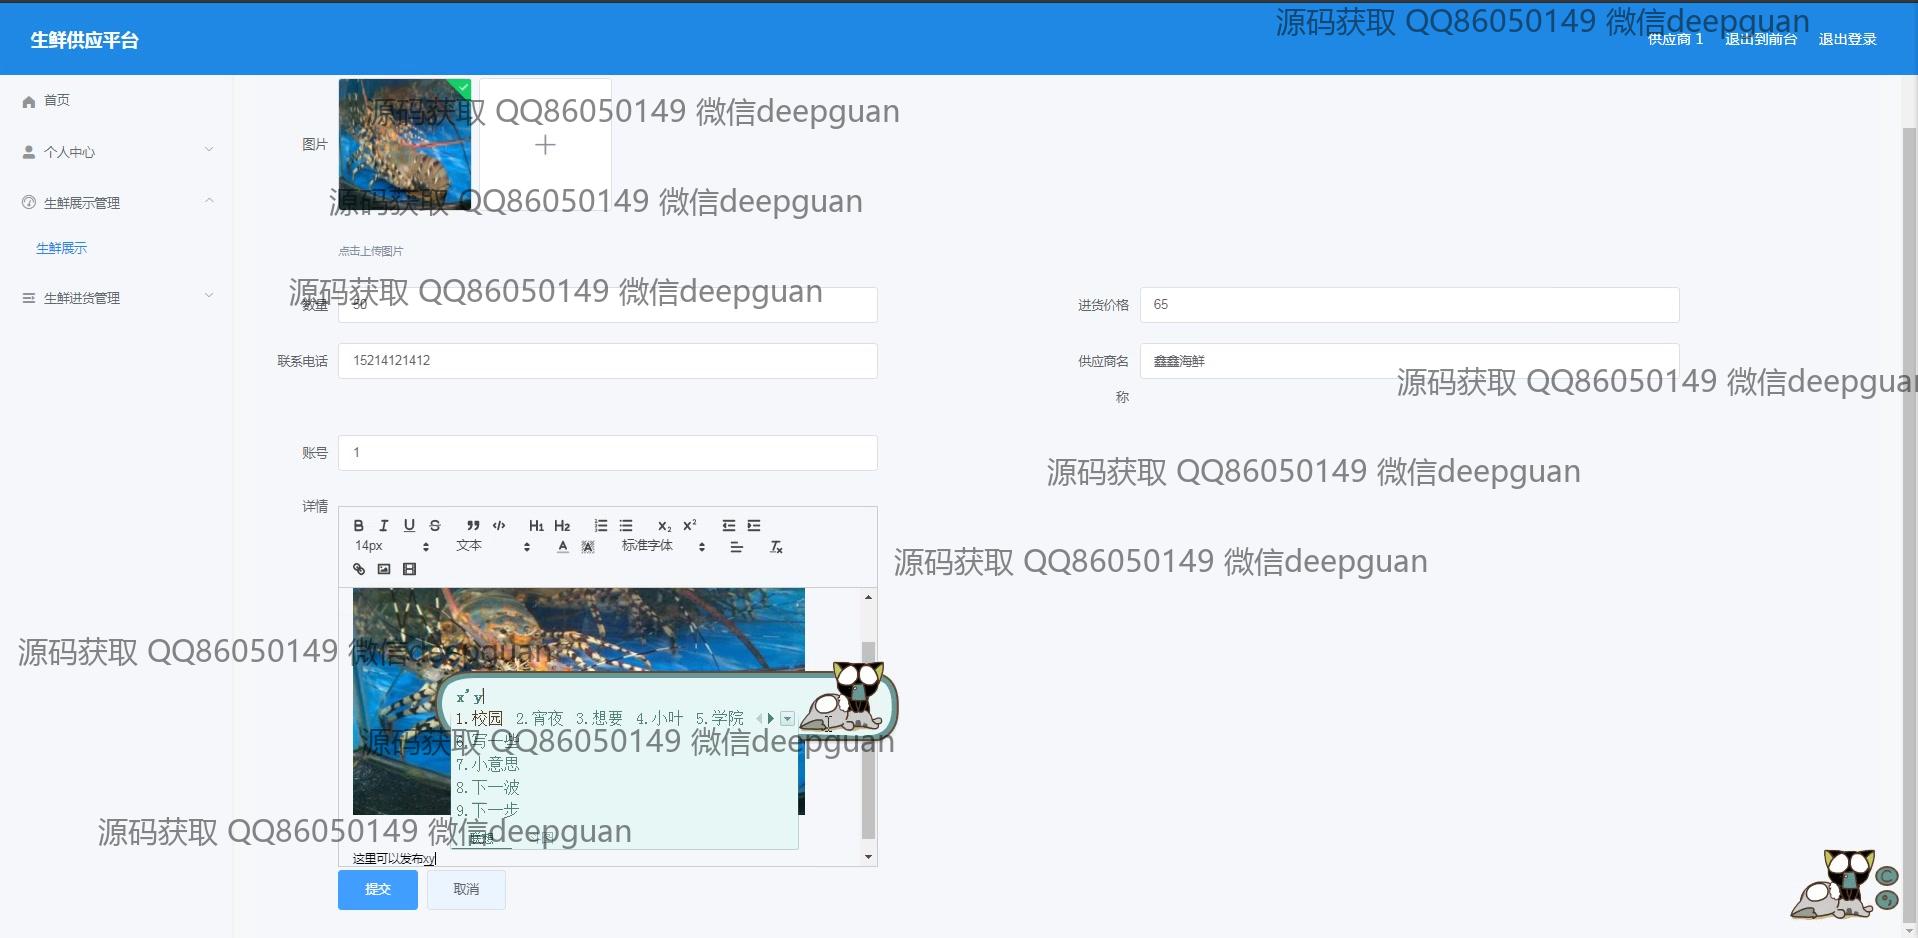 源码获取 QQ86050149 微信deepguan
生鲜供应平台
供应商 1 退出到前台 退出登录
首页
个人中心
生鲜展示管理
生鲜展示
生鲜进货管理
源码获取 QQ86050149 微信deepguan
图片
源码获取 QQ86050149 微信deepguan
点击上传图片
源码获取 QQ86050149 微信deepguan
数量 50
进货价格 65
联系电话 15214121412
供应商名称 鑫鑫海鲜
源码获取 QQ86050149 微信deepguan
账号 1
源码获取 QQ86050149 微信deepguan
详情
B I U S ” </> H1 H2 X₂ X²
14px 文本 A A 标准字体 Tx
源码获取 QQ86050149 微信deepguan
源码获取 QQ86050149 微信deepguan
x'y
1.校园 2.宵夜 3.想要 4.小叶 5.学院
6.写一些
源码获取 QQ86050149 微信deepguan
7.小意思
8.下一波
9.下一步
源码获取 QQ86050149 微信deepguan
联想
这里可以发布xy
提交 取消